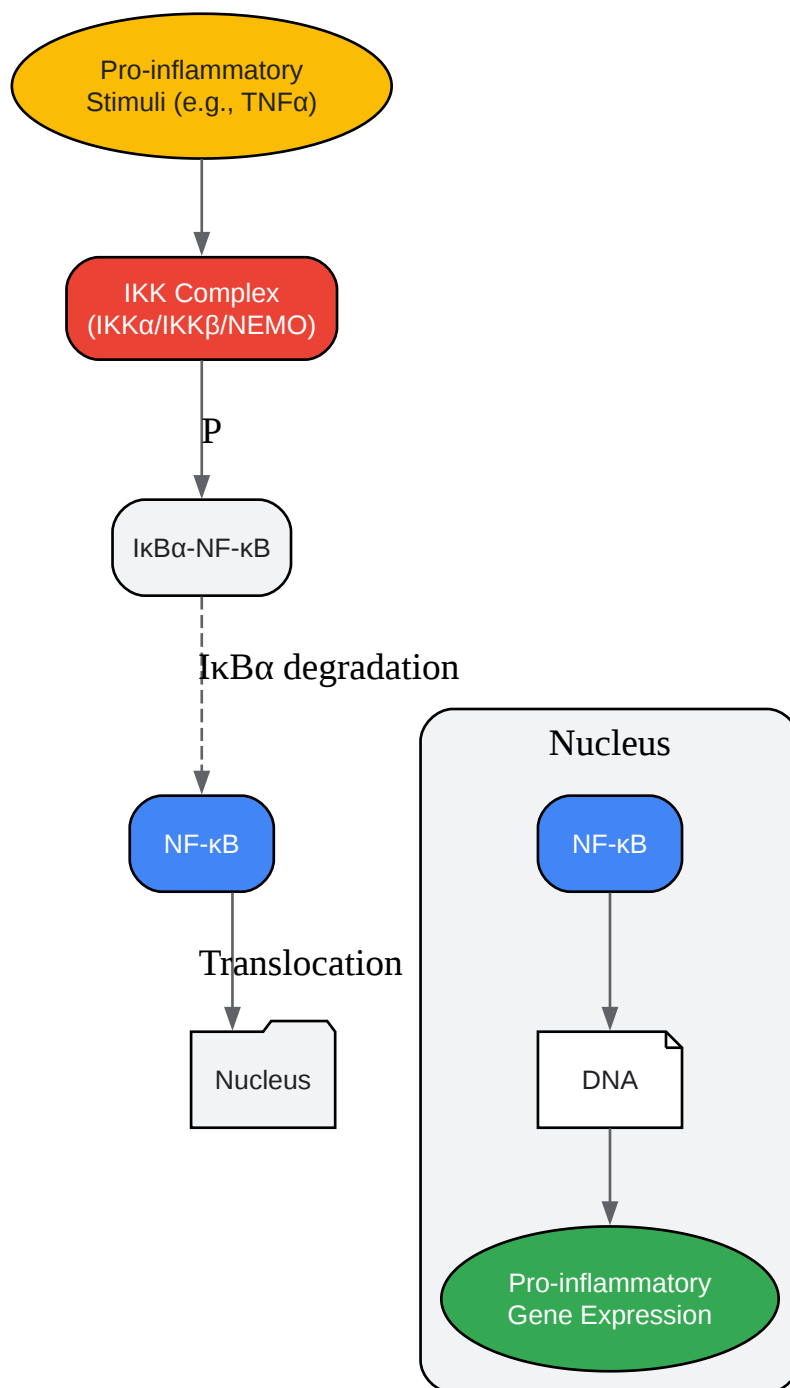 Pro-inflammatory
Stimuli (e.g., TNFα)
IKK Complex
(IKKα/IKKβ/NEMO)
P
IκBα-NF-κB
IκBα degradation
NF-κB
Translocation
Nucleus
Nucleus
NF-κB
DNA
Pro-inflammatory
Gene Expression